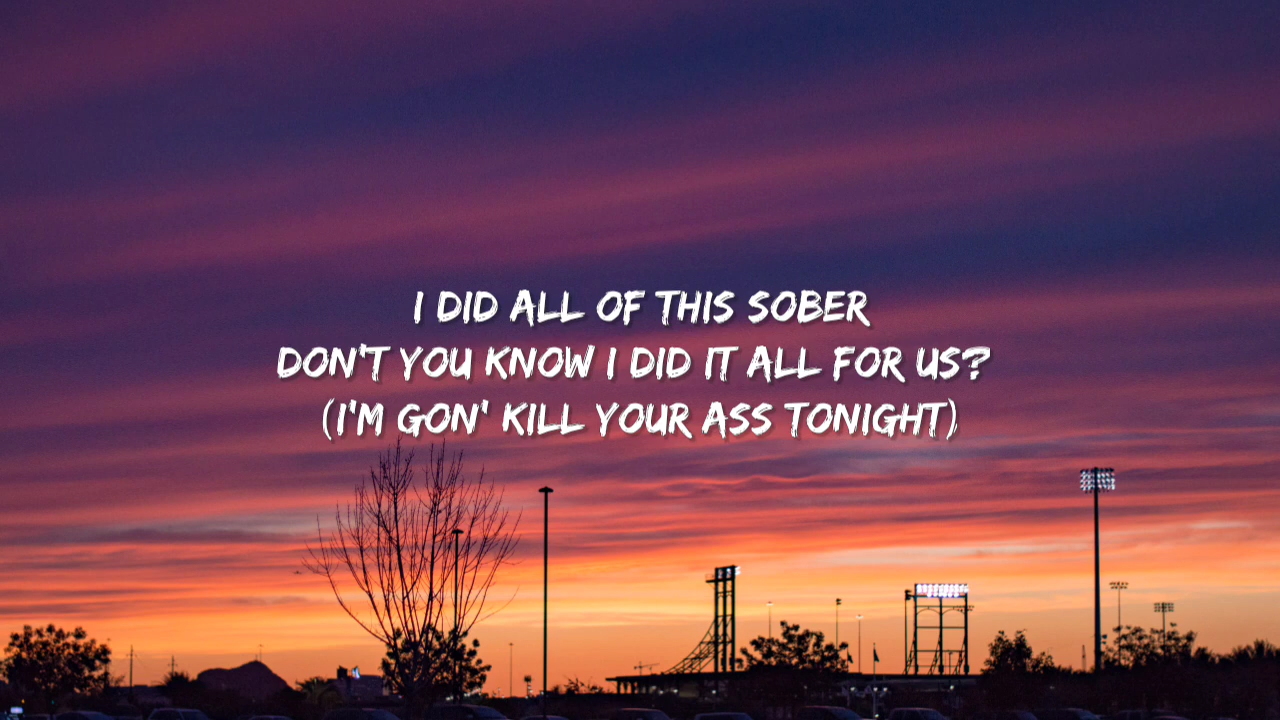 I DID ALL OF THIS SOBER
DON'T YOU KNOW I DID IT ALL FOR US?
(I'M GON' KILL YOUR ASS TONIGHT)